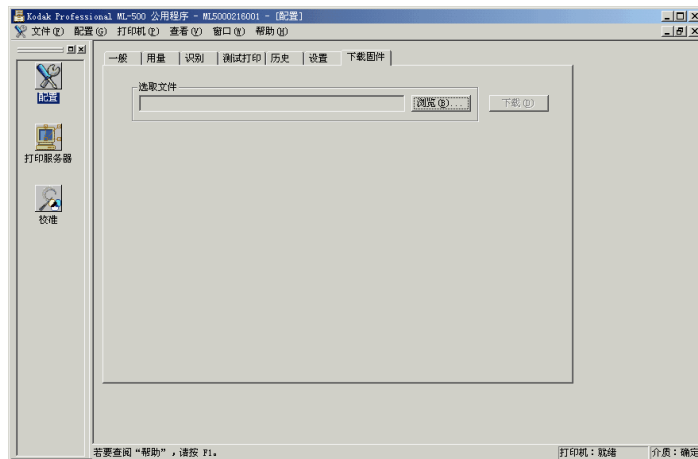 Kodak Professional ML-500 公用程序 - ML5000216001 - [配置]
文件(F) 配置(G) 打印机(P) 查看(V) 窗口(W) 帮助(H)
一般 用量 识别 测试打印 历史 设置 下载固件
选取文件
浏览(B)... 下载(D)
配置
打印服务器
校准
若要查阅“帮助”，请按 F1。 打印机：就绪 介质：确定